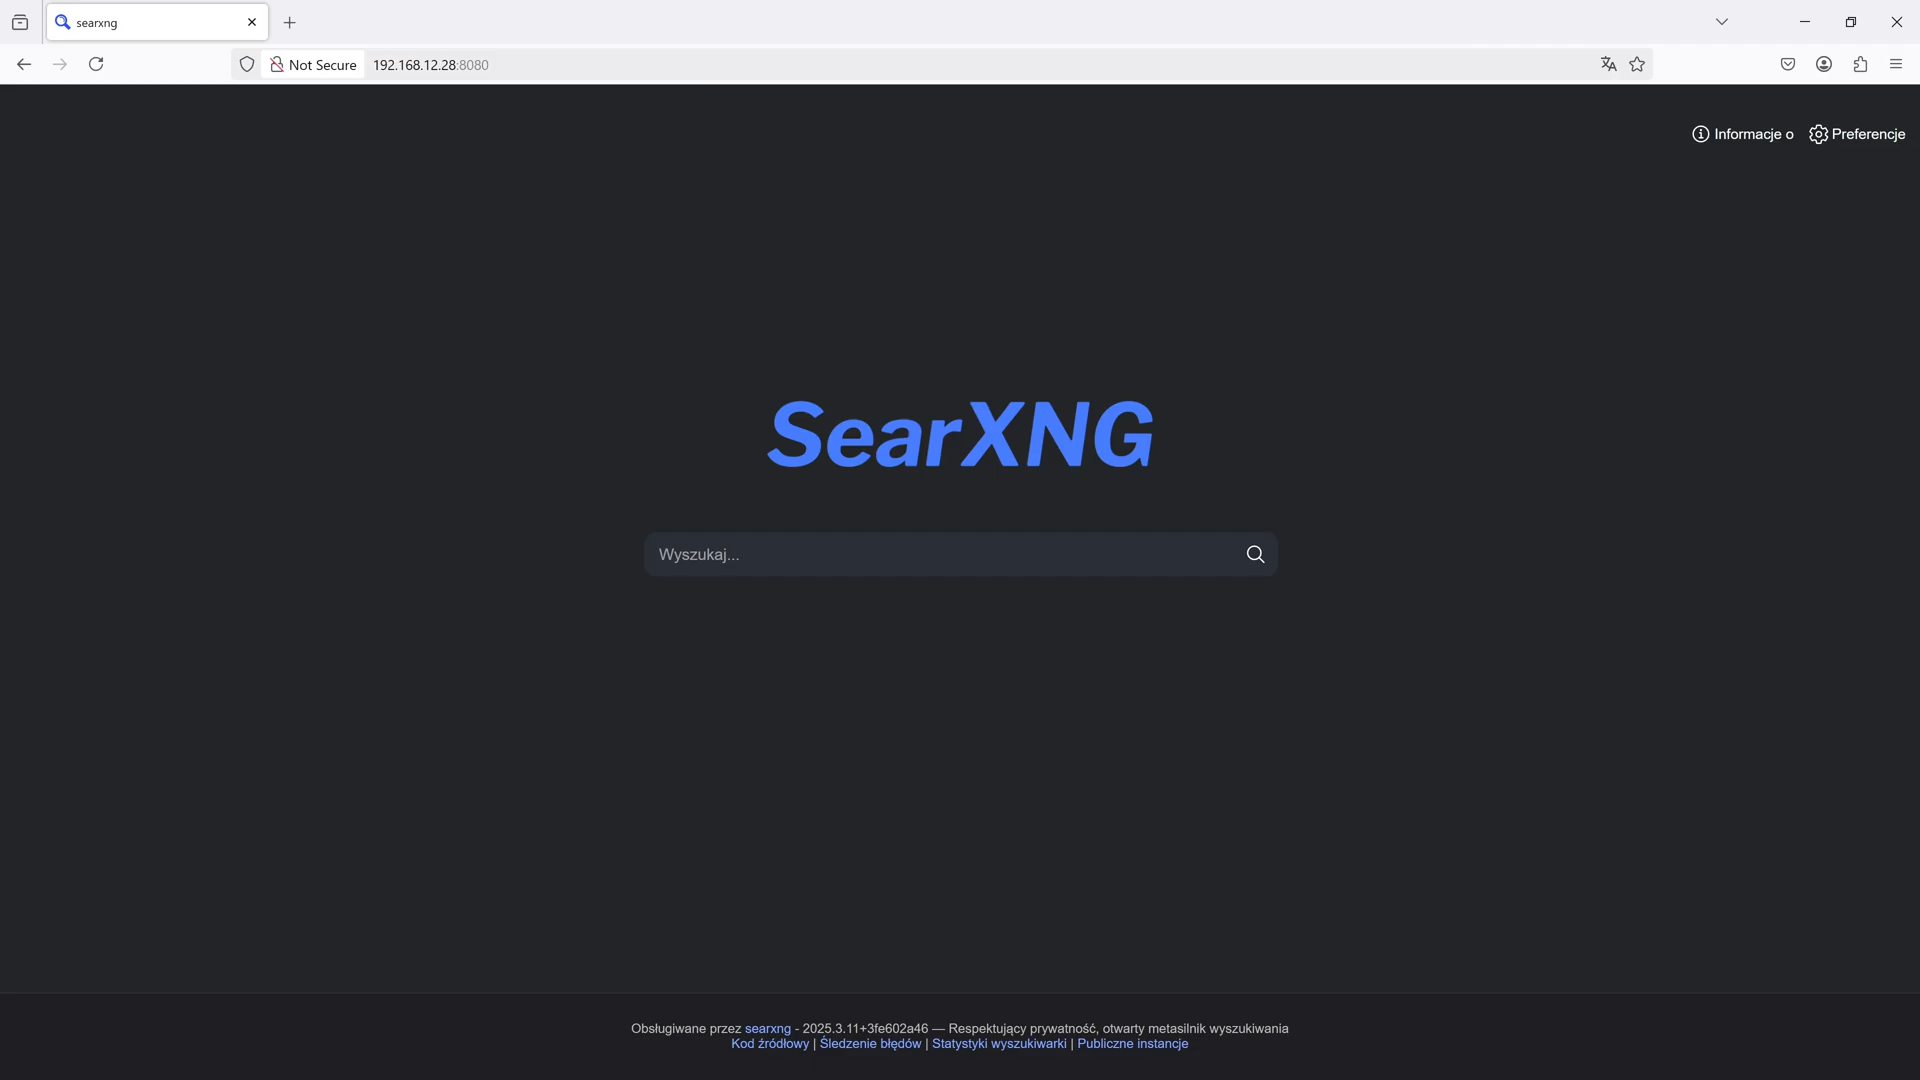 searxng
Not Secure
192.168.12.28:8080
Informacje o
Preferencje
SearXNG
Wyszukaj...
Obsługiwane przez searxng - 2025.3.11+3fe602a46 — Respektujący prywatność, otwarty metasilnik wyszukiwania
Kod źródłowy | Śledzenie błędów | Statystyki wyszukiwarki | Publiczne instancje